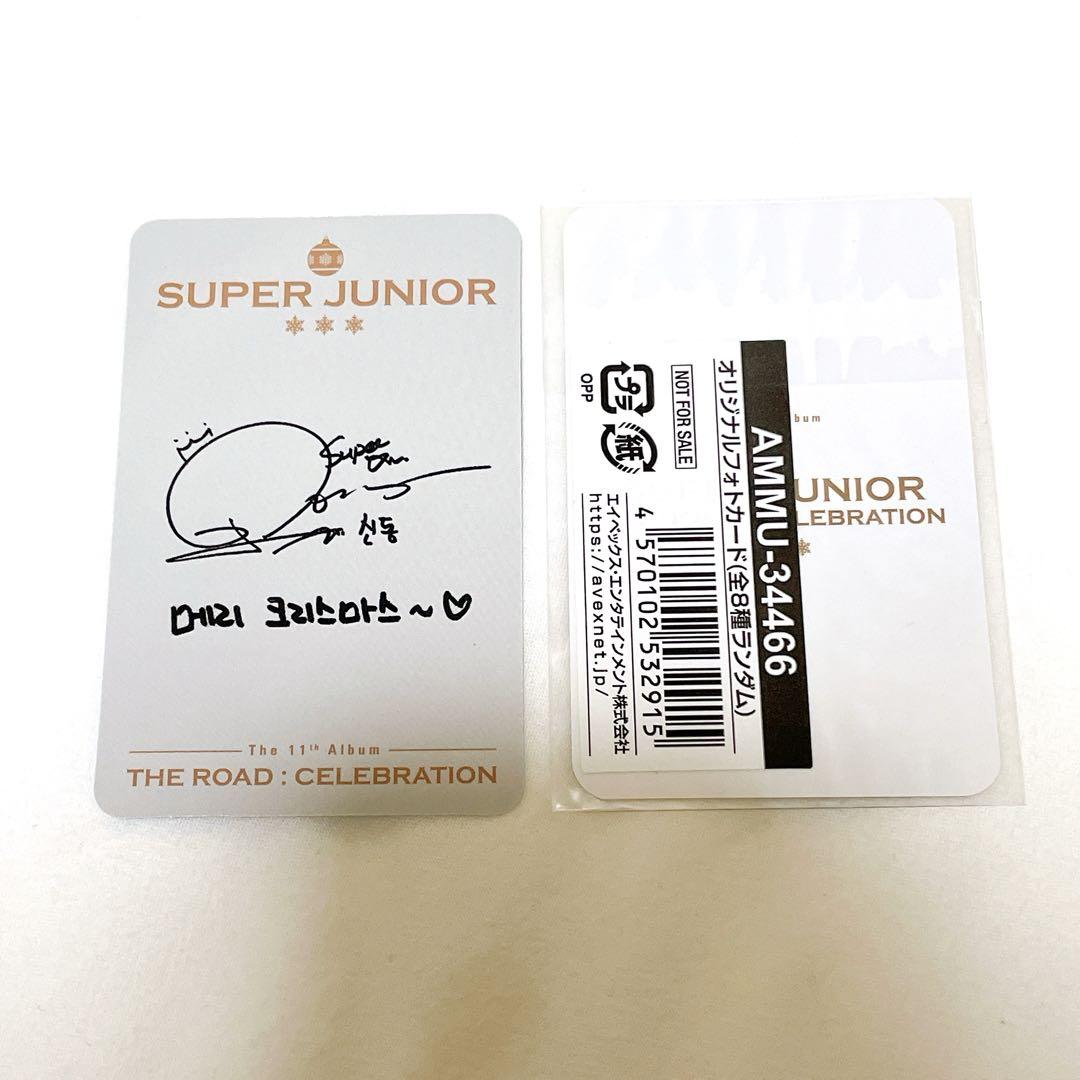 SUPER JUNIOR
Super
신동
메리 크리스마스~♡
The 11th Album
THE ROAD : CELEBRATION
AMMU-34466
オリジナルフォトカード(全8種ランダム)
NOT FOR SALE
プラ
OPP
紙
4 570102 532915
エイベックス・エンタテインメント株式会社
https://avexnet.jp/
bum
UNIOR
LEBRATION